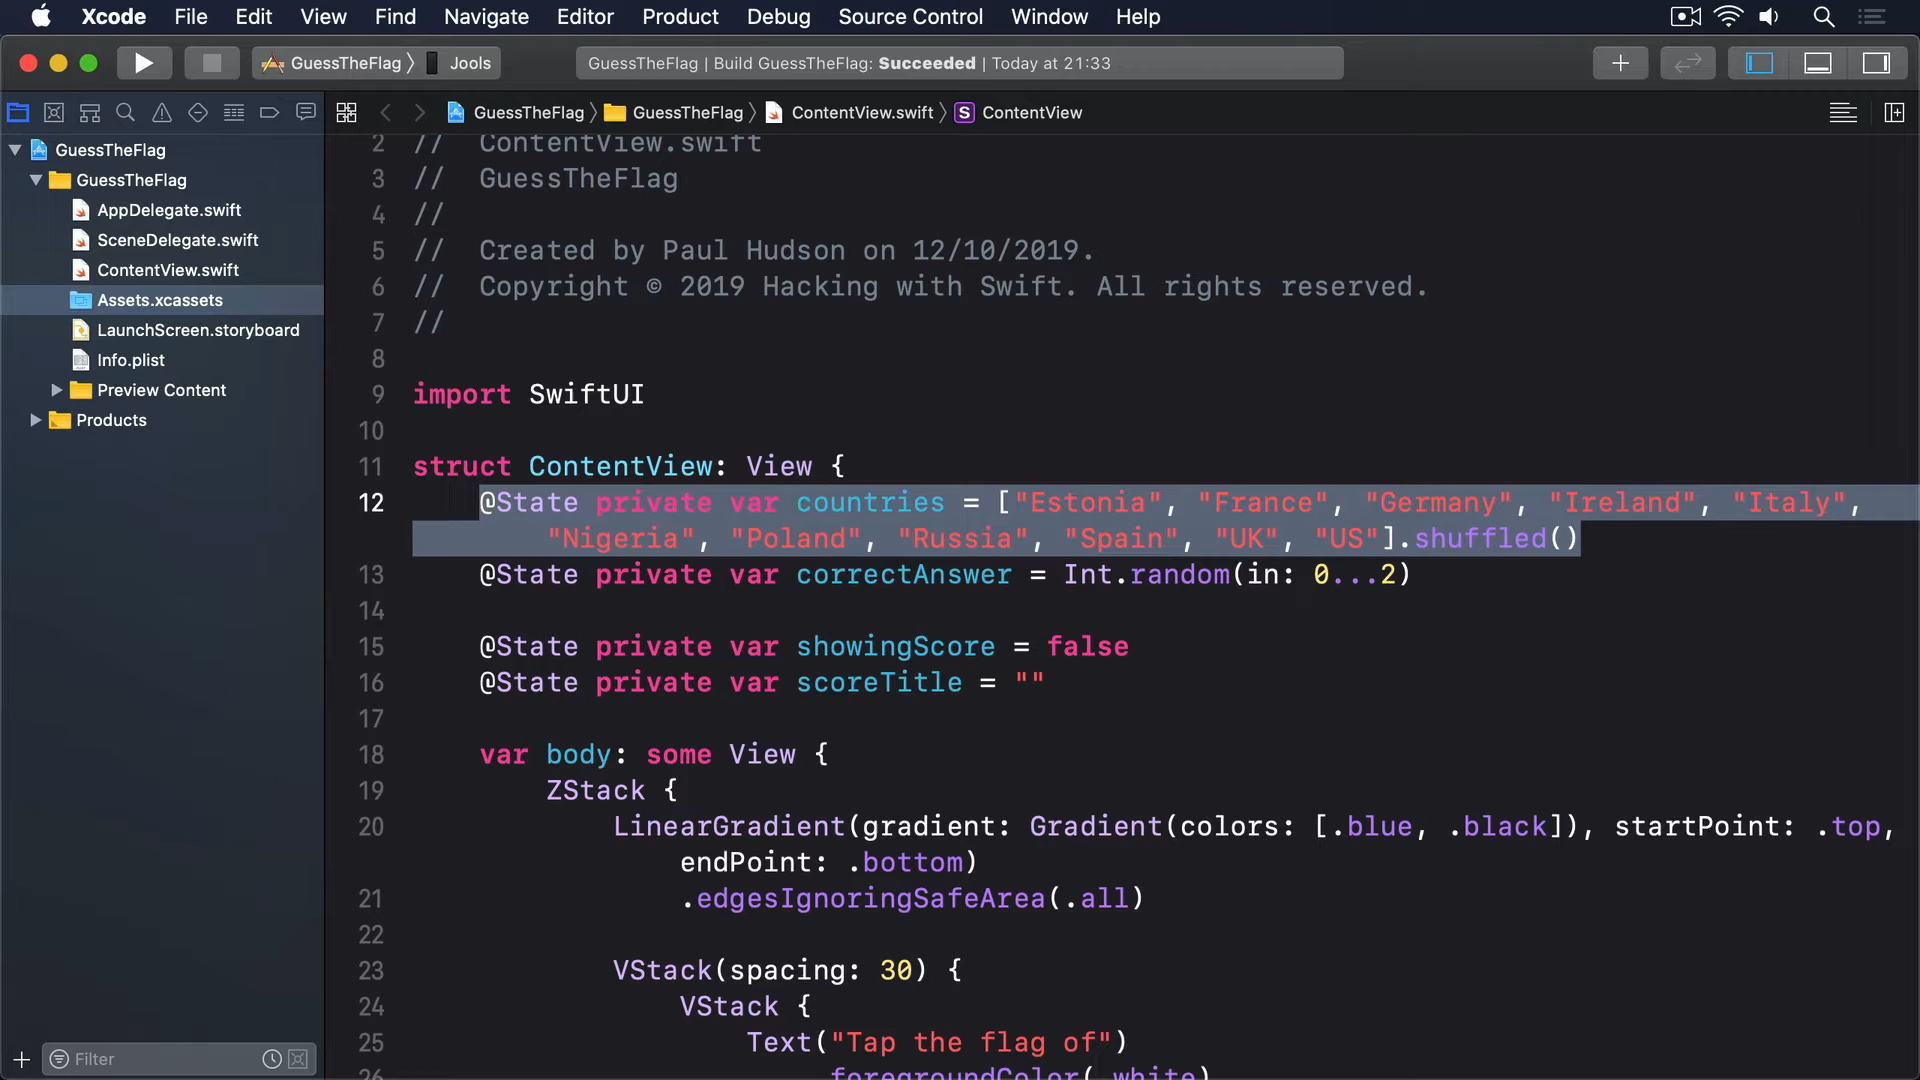 Xcode File Edit View Find Navigate Editor Product Debug Source Control Window Help
GuessTheFlag 〉 Jools
GuessTheFlag | Build GuessTheFlag: Succeeded | Today at 21:33
GuessTheFlag 〉 GuessTheFlag 〉 ContentView.swift 〉 S ContentView
GuessTheFlag
GuessTheFlag
AppDelegate.swift
SceneDelegate.swift
ContentView.swift
Assets.xcassets
LaunchScreen.storyboard
Info.plist
Preview Content
Products
Filter
2 //  ContentView.swift
3 //  GuessTheFlag
4 //
5 //  Created by Paul Hudson on 12/10/2019.
6 //  Copyright © 2019 Hacking with Swift. All rights reserved.
7 //
8
9 import SwiftUI
10
11 struct ContentView: View {
12     @State private var countries = ["Estonia", "France", "Germany", "Ireland", "Italy",
"Nigeria", "Poland", "Russia", "Spain", "UK", "US"].shuffled()
13     @State private var correctAnswer = Int.random(in: 0...2)
14
15     @State private var showingScore = false
16     @State private var scoreTitle = ""
17
18     var body: some View {
19         ZStack {
20             LinearGradient(gradient: Gradient(colors: [.blue, .black]), startPoint: .top,
endPoint: .bottom)
21                 .edgesIgnoringSafeArea(.all)
22
23             VStack(spacing: 30) {
24                 VStack {
25                     Text("Tap the flag of")
26                         .foregroundColor(.white)